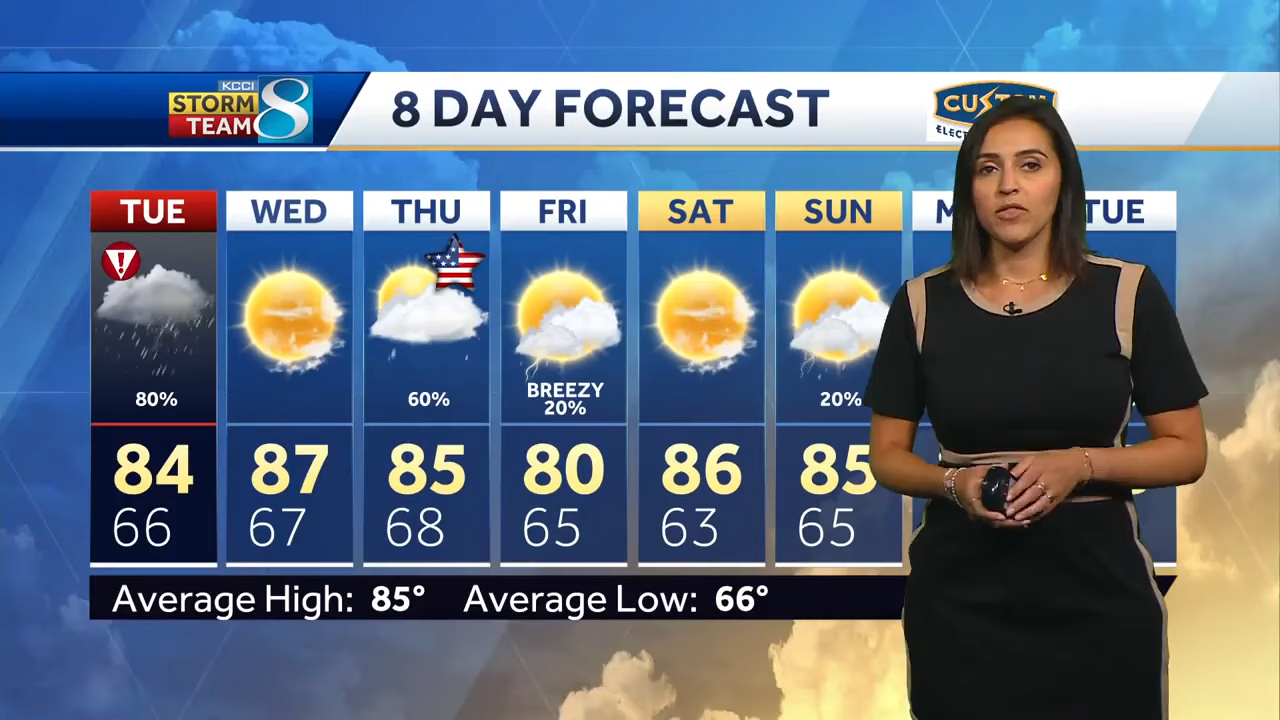 KCCI
STORM
TEAM 8
8 DAY FORECAST
CUSTOM
TUE WED THU FRI SAT SUN TUE
BREEZY
80% 60% 20% 20%
84 87 85 80 86 85
66 67 68 65 63 65
Average High: 85° Average Low: 66°